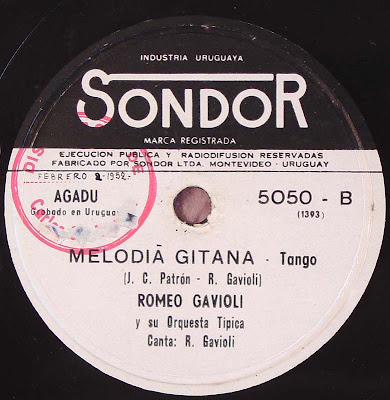 INDUSTRIA URUGUAYA
SONDOR
MARCA REGISTRADA
EJECUCION PUBLICA Y RADIODIFUSION RESERVADAS
FABRICADO POR SONDOR LTDA. MONTEVIDEO - URUGUAY
FEBRERO 2-1952-
AGADU
Grabado en Urugua
5050 - B
(1393)
MELODIÀ GITANA - Tango
(J. C. Patrón - R. Gavioli)
ROMEO GAVIOLI
y su Orquesta Típica
Canta: R. Gavioli